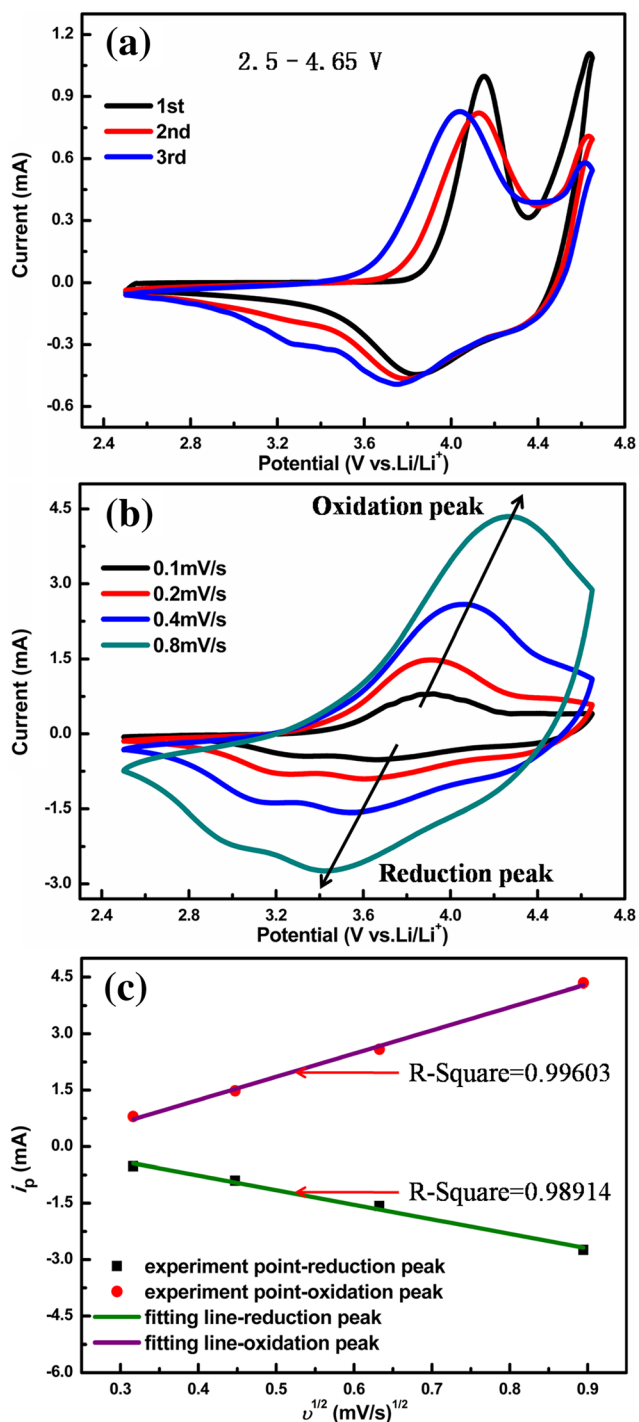 (a)
2.5 - 4.65 V
1st
2nd
3rd
1.2
0.9
0.6
0.3
0.0
-0.3
-0.6
Current (mA)
2.4 2.8 3.2 3.6 4.0 4.4 4.8
Potential (V vs.Li/Li+)
(b)
Oxidation peak
0.1mV/s
0.2mV/s
0.4mV/s
0.8mV/s
4.5
3.0
1.5
0.0
-1.5
-3.0
Current (mA)
Reduction peak
2.4 2.8 3.2 3.6 4.0 4.4 4.8
Potential (V vs.Li/Li+)
(c)
4.5
3.0
1.5
0.0
-1.5
-3.0
-4.5
-6.0
ip (mA)
R-Square=0.99603
R-Square=0.98914
experiment point-reduction peak
experiment point-oxidation peak
fitting line-reduction peak
fitting line-oxidation peak
0.3 0.4 0.5 0.6 0.7 0.8 0.9
υ1/2 (mV/s)1/2